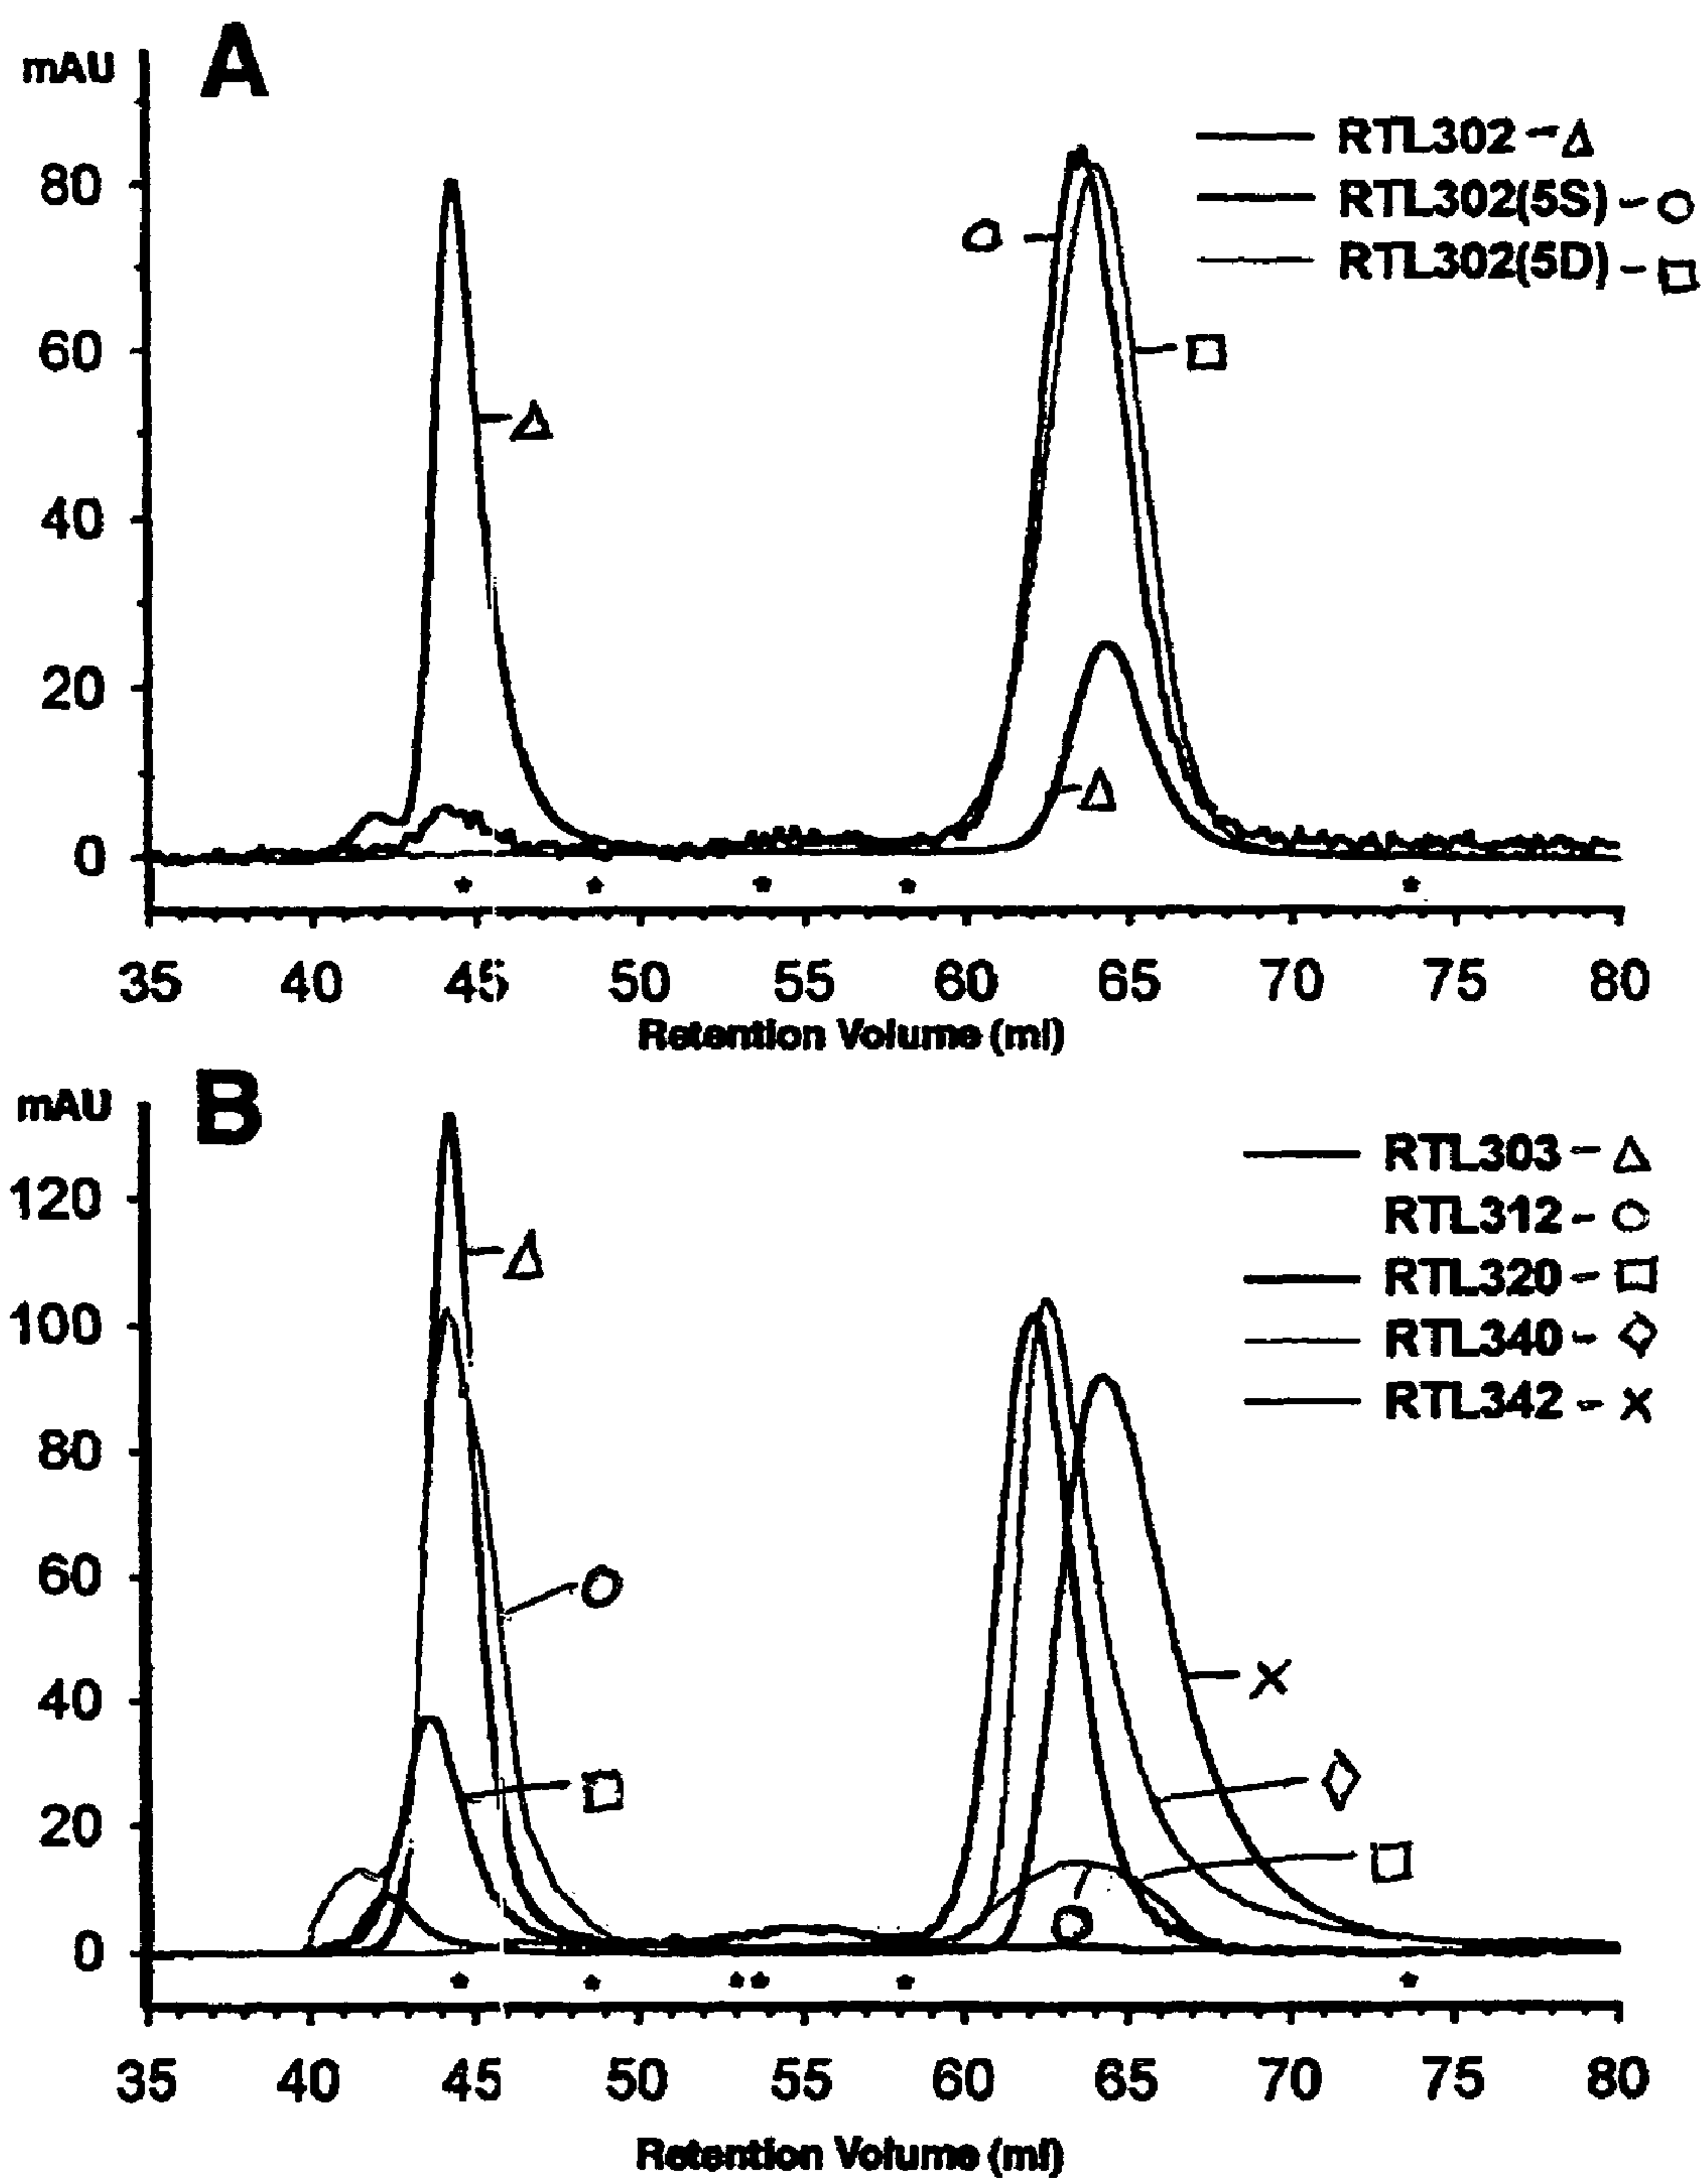 A
mAU
RTL302 - Δ
RTL302(5S) - ○
RTL302(5D) - □
80
60
40
20
0
○
□
Δ
Δ
* * * * *
35 40 45 50 55 60 65 70 75 80
Retention Volume (ml)
B
mAU
RTL303 - Δ
RTL312 - ○
RTL320 - □
RTL340 - ◇
RTL342 - X
120
100
80
60
40
20
0
Δ
○
□
X
◇
□
○
* * ** * *
35 40 45 50 55 60 65 70 75 80
Retention Volume (ml)